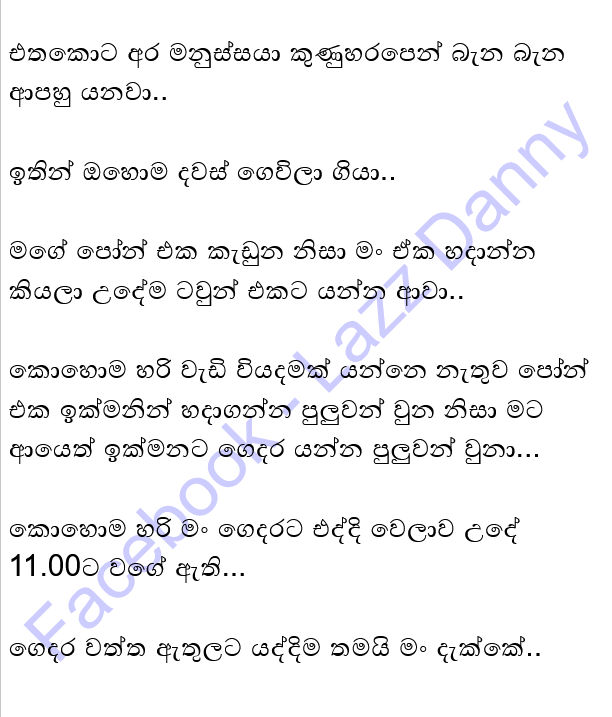 එතකොට අර මනුස්සයා කුණුහරපෙන් බැන බැන
ආපහු යනවා..
ඉතින් ඔහොම දවස් ගෙවිලා ගියා..
මගේ පෝන් එක කැඩුන නිසා මං ඒක හදාන්න
කියලා උදේම ටවුන් එකට යන්න ආවා..
කොහොම හරි වැඩි වියදමක් යන්නෙ නැතුව පෝන්
එක ඉක්මනින් හදාගන්න පුලුවන් වුන නිසා මට
ආයෙත් ඉක්මනට ගෙදර යන්න පුලුවන් වුනා...
කොහොම හරි මං ගෙදරට එද්දි වෙලාව උදේ
11.00ට වගේ ඇති...
ගෙදර වත්ත ඇතුලට යද්දිම තමයි මං දැක්කේ..
Facebook - Lazz Danny